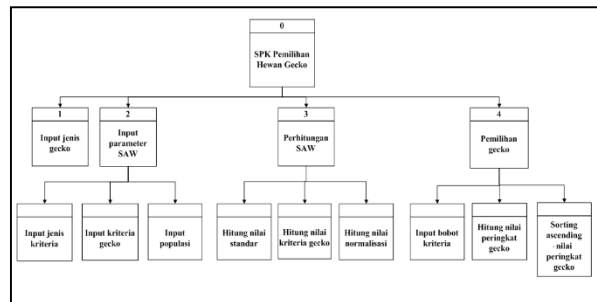 0
SPK Pemilihan
Hewan Gecko
1
Input jenis
gecko
2
Input
parameter
SAW
3
Perhitungan
SAW
4
Pemilihan
gecko
Input jenis
kriteria
Input kriteria
gecko
Input
populasi
Hitung nilai
standar
Hitung nilai
kriteria gecko
Hitung nilai
normalisasi
Input bobot
kriteria
Hitung nilai
peringkat
gecko
Sorting
ascending
nilai
peringkat
gecko